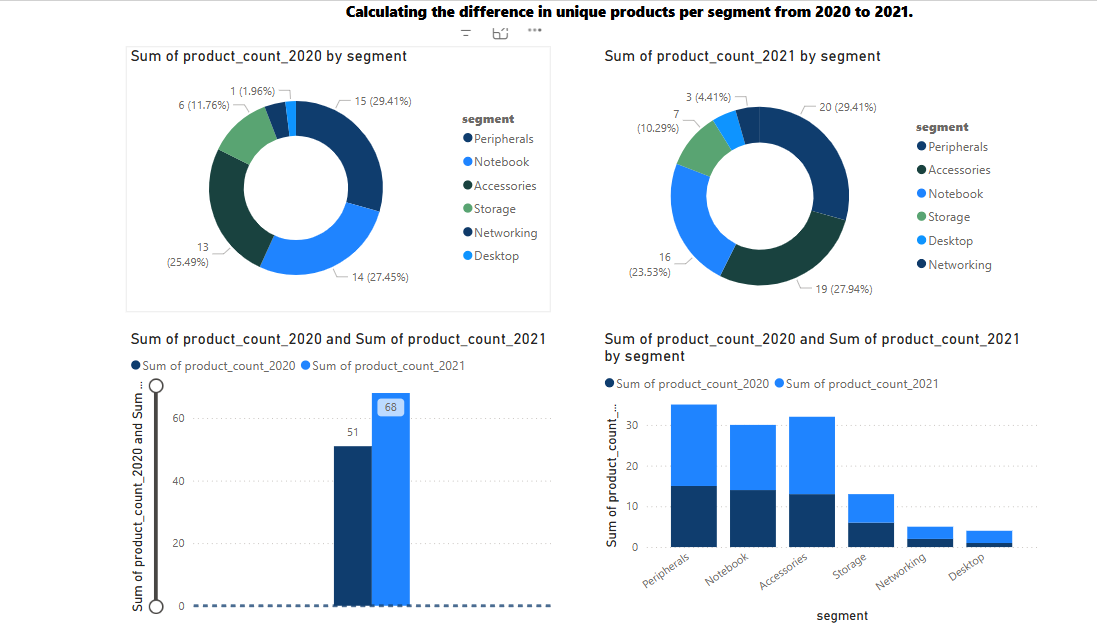 Calculating the difference in unique products per segment from 2020 to 2021.
Sum of product_count_2020 by segment
1 (1.96%)
6 (11.76%)
15 (29.41%)
13
(25.49%)
14 (27.45%)
segment
Peripherals
Notebook
Accessories
Storage
Networking
Desktop
Sum of product_count_2021 by segment
3 (4.41%)
7
(10.29%)
20 (29.41%)
16
(23.53%)
19 (27.94%)
segment
Peripherals
Accessories
Notebook
Storage
Desktop
Networking
Sum of product_count_2020 and Sum of product_count_2021
Sum of product_count_2020 Sum of product_count_2021
Sum of product_count_2020 and Sum ...
60
40
20
0
51
68
Sum of product_count_2020 and Sum of product_count_2021
by segment
Sum of product_count_2020 Sum of product_count_2021
Sum of product_count_...
30
20
10
0
Peripherals
Notebook
Accessories
Storage
Networking
Desktop
segment